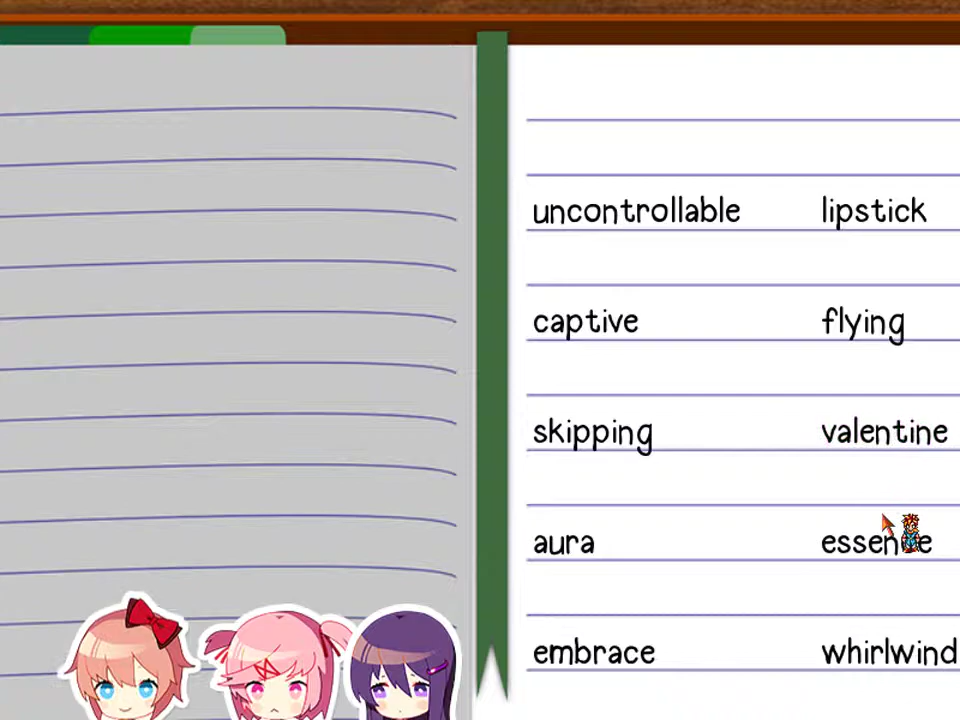 uncontrollable lipstick
captive flying
skipping valentine
aura essence
embrace whirlwind